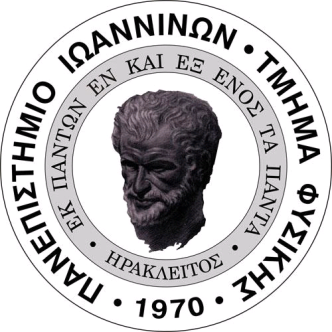 ΠΑΝΕΠΙΣΤΗΜΙΟ ΙΩΑΝΝΙΝΩΝ • ΤΜΗΜΑ ΦΥΣΙΚΗΣ • 1970 •
ΕΚ ΠΑΝΤΩΝ ΕΝ ΚΑΙ ΕΞ ΕΝΟΣ ΤΑ ΠΑΝΤΑ • ΗΡΑΚΛΕΙΤΟΣ •